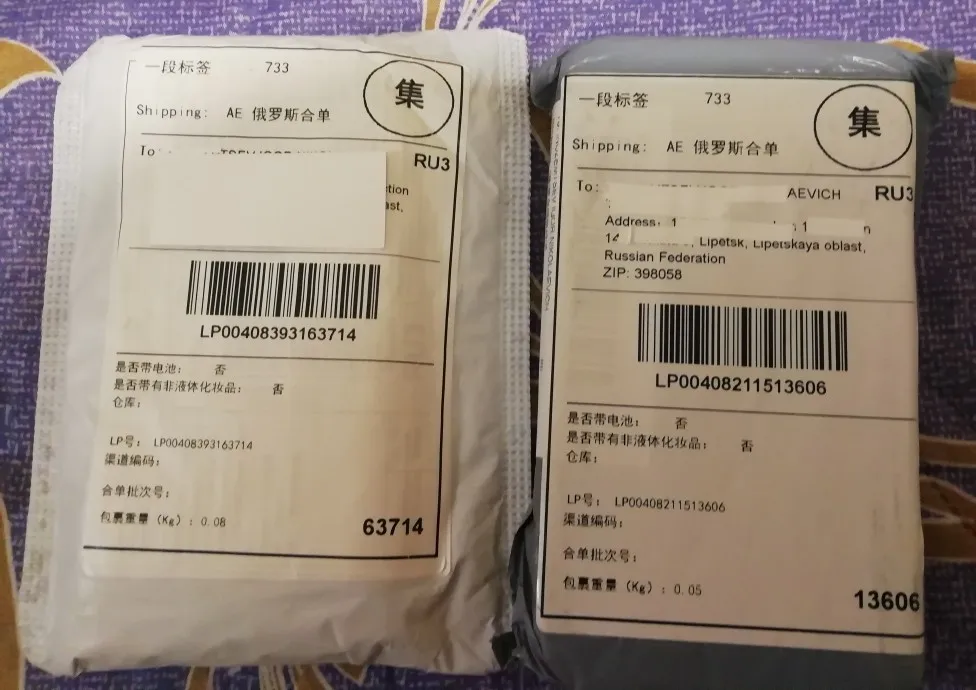 一段标签 733
集
Shipping: AE 俄罗斯合单
To:
RU3
ction
ast,
LP00408393163714
是否带电池: 否
是否带有非液体化妆品: 否
仓库:
LP号: LP00408393163714
渠道编码:
合单批次号:
包裹重量 (Kg) : 0.08
63714
一段标签 733
集
Shipping: AE 俄罗斯合单
To: AEVICH RU3
Address: 1 1 n
14 , Lipetsk, Lipetskaya oblast,
Russian Federation
ZIP: 398058
LP00408211513606
是否带电池: 否
是否带有非液体化妆品: 否
仓库:
LP号: LP00408211513606
渠道编码:
合单批次号:
包裹重量 (Kg) : 0.05
13606